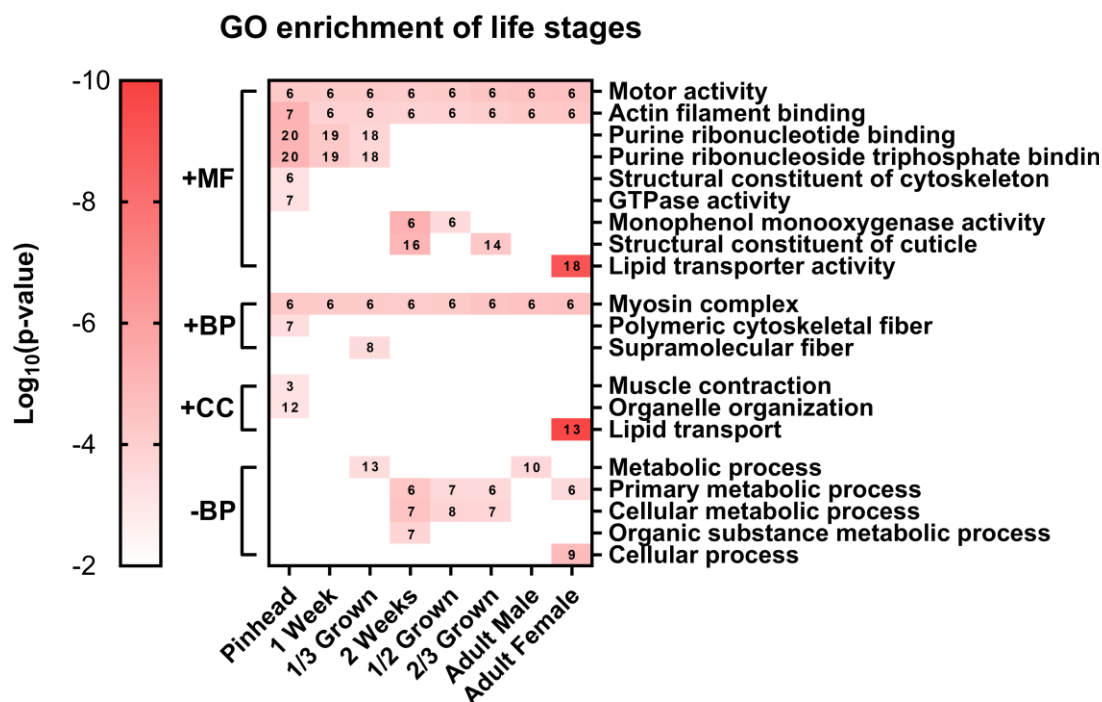 GO enrichment of life stages
-10
-8
-6
-4
-2
Log10(p-value)
+MF
+BP
+CC
-BP
6 6 6 6 6 6 6 6 Motor activity
7 6 6 6 6 6 6 6 Actin filament binding
20 19 18 Purine ribonucleotide binding
20 19 18 Purine ribonucleoside triphosphate bindin
6 Structural constituent of cytoskeleton
7 GTPase activity
6 6 Monophenol monooxygenase activity
16 14 Structural constituent of cuticle
18 Lipid transporter activity
6 6 6 6 6 6 6 6 Myosin complex
7 Polymeric cytoskeletal fiber
8 Supramolecular fiber
3 Muscle contraction
12 Organelle organization
13 Lipid transport
13 10 Metabolic process
6 7 6 6 Primary metabolic process
7 8 7 Cellular metabolic process
7 Organic substance metabolic process
9 Cellular process
Pinhead
1 Week
1/3 Grown
2 Weeks
1/2 Grown
2/3 Grown
Adult Male
Adult Female